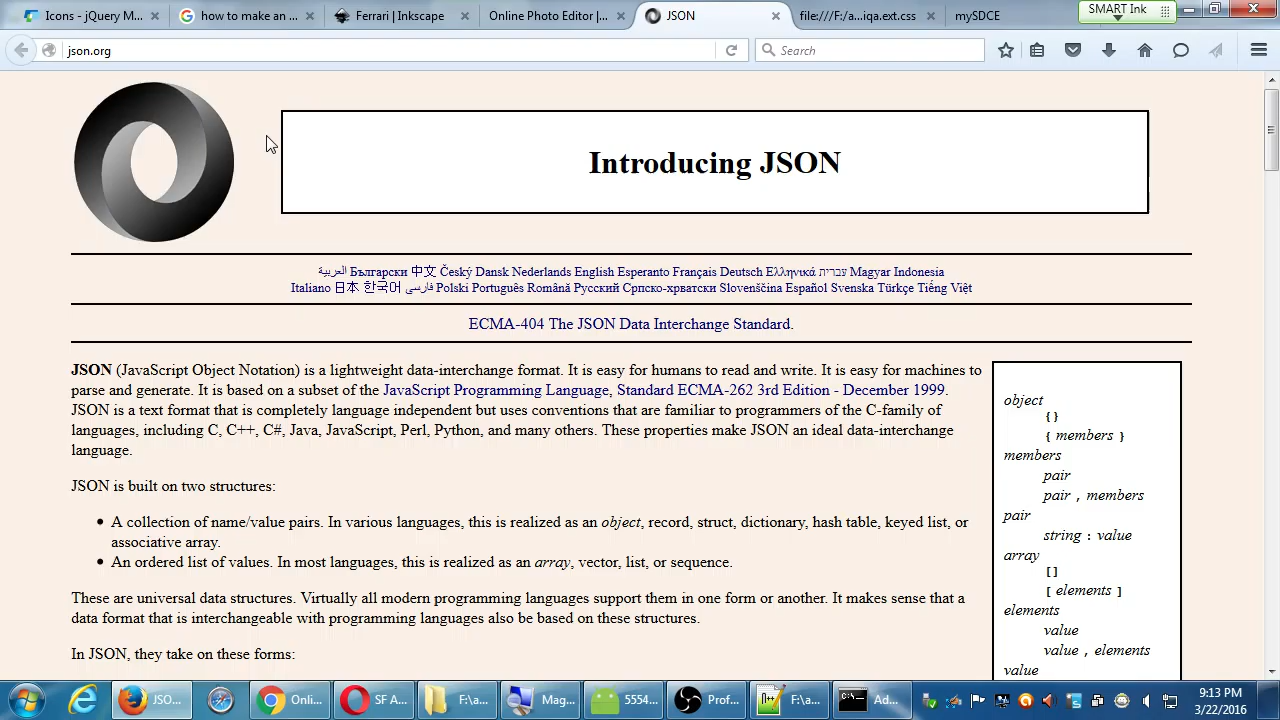 Icons - jQuery M...
how to make an ...
Ferrari | Inkscape
Online Photo Editor |...
JSON
file:///F:/a...iqa.ext.css
mySDCE
SMART Ink
json.org
Search
Introducing JSON
العربية Български 中文 Český Dansk Nederlands English Esperanto Français Deutsch Ελληνικά עברית Magyar Indonesia
Italiano 日本 한국어 فارسی Polski Português Română Русский Српско-хрватски Slovenščina Español Svenska Türkçe Tiếng Việt
ECMA-404 The JSON Data Interchange Standard.
JSON (JavaScript Object Notation) is a lightweight data-interchange format. It is easy for humans to read and write. It is easy for machines to
parse and generate. It is based on a subset of the JavaScript Programming Language, Standard ECMA-262 3rd Edition - December 1999.
JSON is a text format that is completely language independent but uses conventions that are familiar to programmers of the C-family of
languages, including C, C++, C#, Java, JavaScript, Perl, Python, and many others. These properties make JSON an ideal data-interchange
language.
JSON is built on two structures:
• A collection of name/value pairs. In various languages, this is realized as an object, record, struct, dictionary, hash table, keyed list, or
associative array.
• An ordered list of values. In most languages, this is realized as an array, vector, list, or sequence.
These are universal data structures. Virtually all modern programming languages support them in one form or another. It makes sense that a
data format that is interchangeable with programming languages also be based on these structures.
In JSON, they take on these forms:
object
{}
{ members }
members
pair
pair , members
pair
string : value
array
[]
[ elements ]
elements
value
value , elements
value
JSO...
Onli...
SF A...
F:\a...
Mag...
5554...
Prof...
F:\a...
Ad...
9:13 PM
3/22/2016